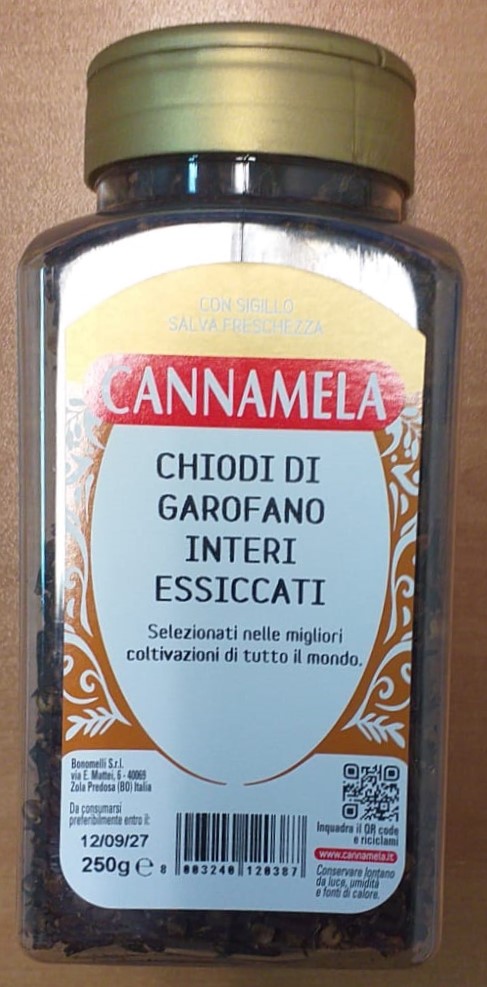 CON SIGILLO
SALVA FRESCHEZZA
CANNAMELA
CHIODI DI
GAROFANO
INTERI
ESSICCATI
Selezionati nelle migliori
coltivazioni di tutto il mondo.
Bonomelli S.r.l.
via E. Mattei, 6 - 40069
Zola Predosa (BO) Italia
Da consumarsi
preferibilmente entro il:
12/09/27
250g ℮
8 003240 120387
Inquadra il QR code
e riciclami
www.cannamela.it
Conservare lontano
da luce, umidità
e fonti di calore.